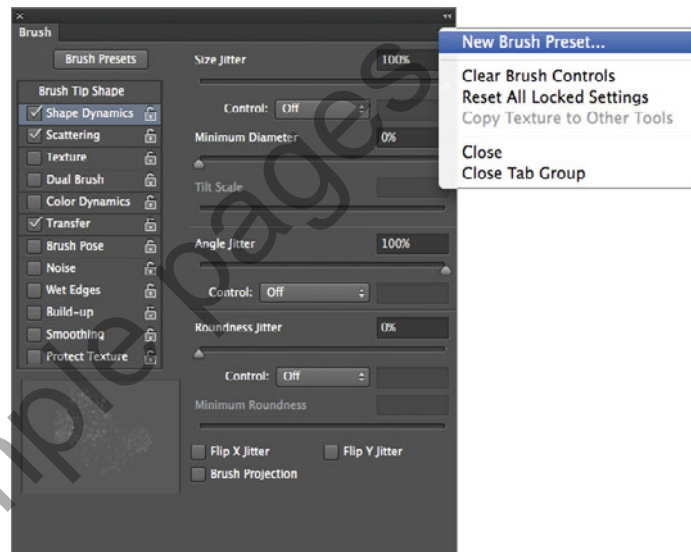 Brush
Brush Presets
Brush Tip Shape
Shape Dynamics
Scattering
Texture
Dual Brush
Color Dynamics
Transfer
Brush Pose
Noise
Wet Edges
Build-up
Smoothing
Protect Texture
Size Jitter 100%
Control: Off
Minimum Diameter 0%
Tilt Scale
Angle Jitter 100%
Control: Off
Roundness Jitter 0%
Control: Off
Minimum Roundness
Flip X Jitter Flip Y Jitter
Brush Projection
New Brush Preset...
Clear Brush Controls
Reset All Locked Settings
Copy Texture to Other Tools
Close
Close Tab Group
mple pages